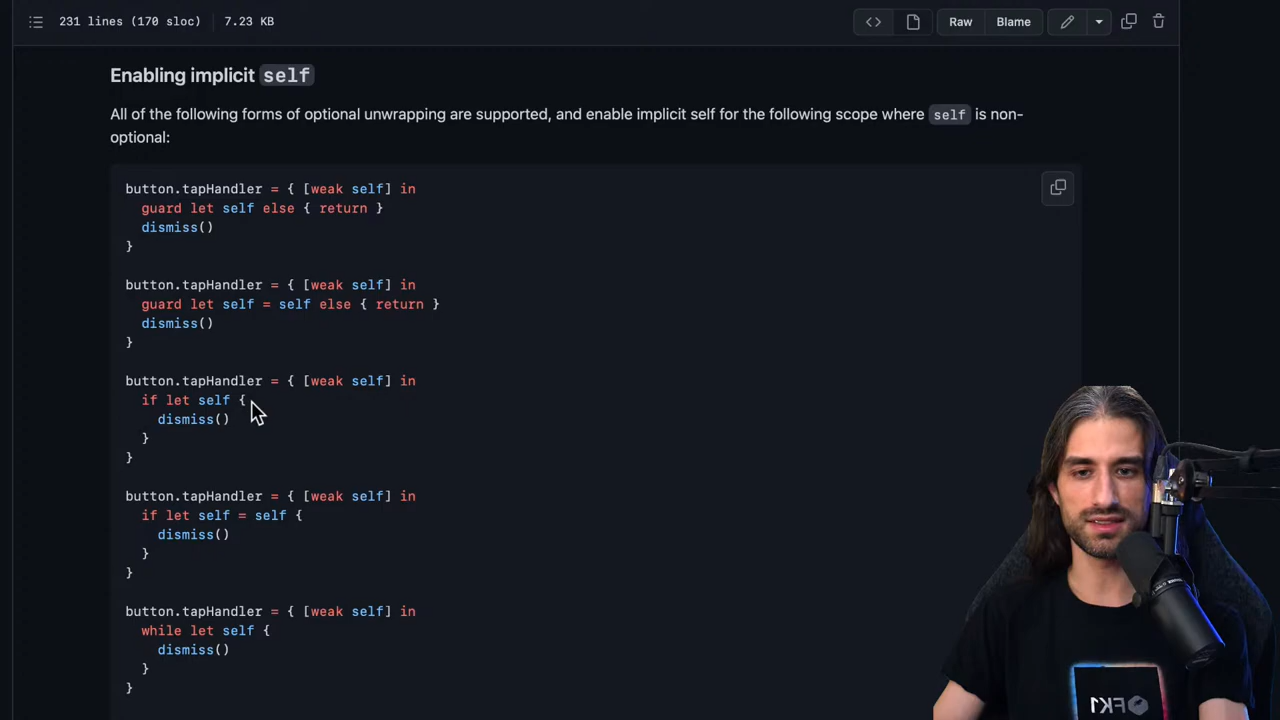 231 lines (170 sloc) 7.23 KB Raw Blame
Enabling implicit self
All of the following forms of optional unwrapping are supported, and enable implicit self for the following scope where self is non-
optional:
button.tapHandler = { [weak self] in
guard let self else { return }
dismiss()
}
button.tapHandler = { [weak self] in
guard let self = self else { return }
dismiss()
}
button.tapHandler = { [weak self] in
if let self {
dismiss()
}
}
button.tapHandler = { [weak self] in
if let self = self {
dismiss()
}
}
button.tapHandler = { [weak self] in
while let self {
dismiss()
}
}